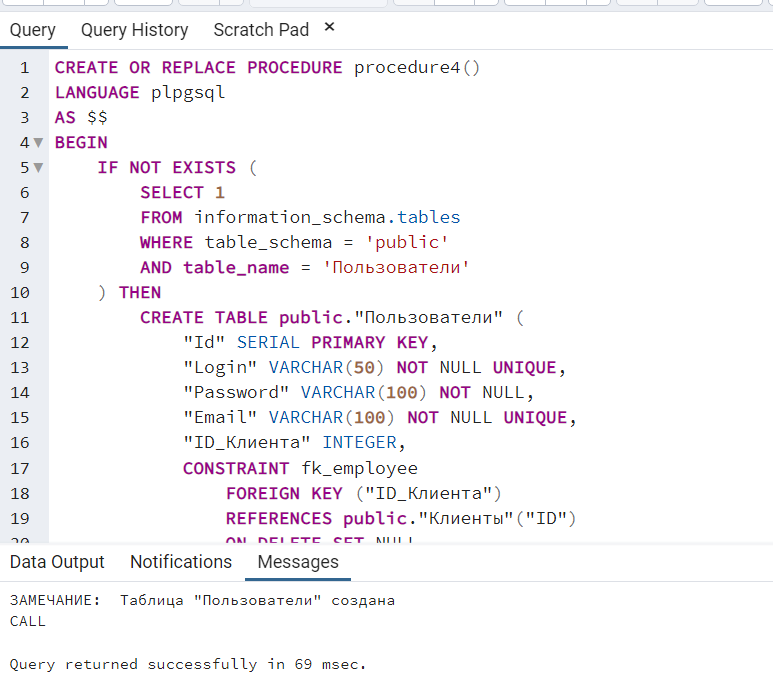 Query Query History Scratch Pad ×
1 CREATE OR REPLACE PROCEDURE procedure4()
2 LANGUAGE plpgsql
3 AS $$
4 BEGIN
5 IF NOT EXISTS (
6 SELECT 1
7 FROM information_schema.tables
8 WHERE table_schema = 'public'
9 AND table_name = 'Пользователи'
10 ) THEN
11 CREATE TABLE public."Пользователи" (
12 "Id" SERIAL PRIMARY KEY,
13 "Login" VARCHAR(50) NOT NULL UNIQUE,
14 "Password" VARCHAR(100) NOT NULL,
15 "Email" VARCHAR(100) NOT NULL UNIQUE,
16 "ID_Клиента" INTEGER,
17 CONSTRAINT fk_employee
18 FOREIGN KEY ("ID_Клиента")
19 REFERENCES public."Клиенты"("ID")
20 ON DELETE SET NULL
Data Output Notifications Messages
ЗАМЕЧАНИЕ: Таблица "Пользователи" создана
CALL
Query returned successfully in 69 msec.